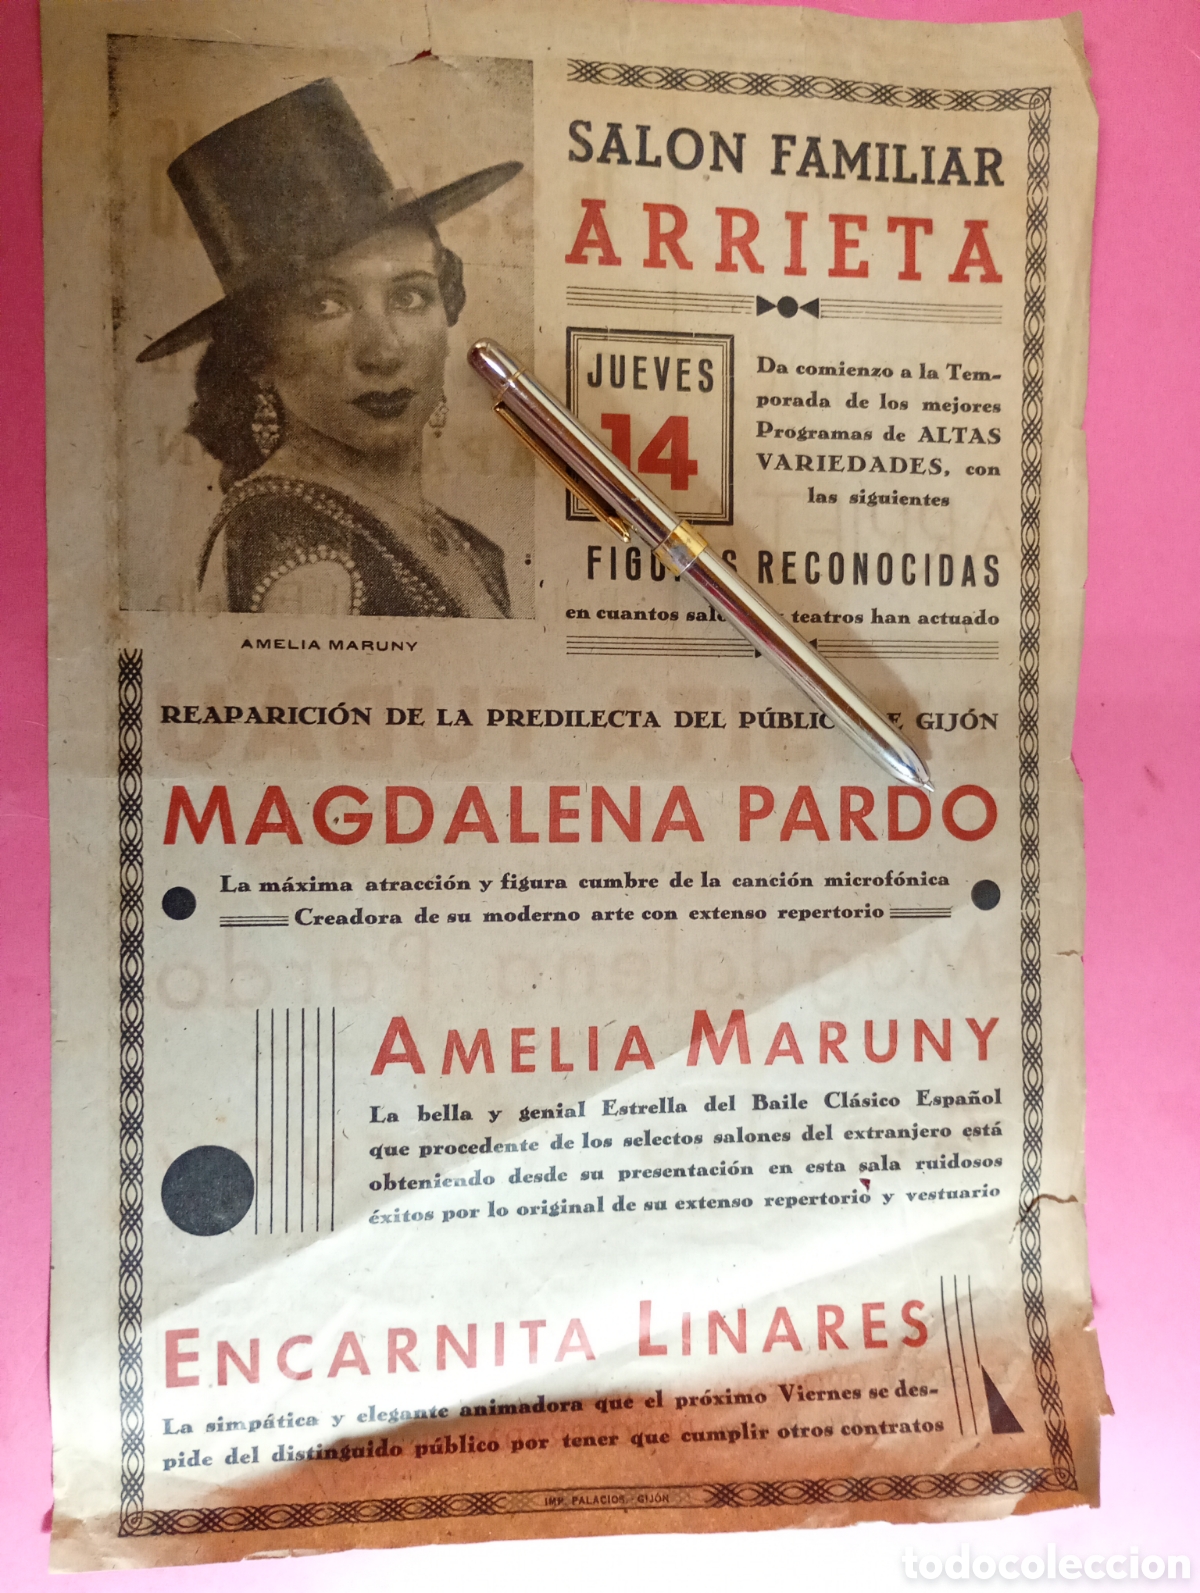 SALON FAMILIAR
ARRIETA
JUEVES
14
Da comienzo a la Tem-
porada de los mejores
Programas de ALTAS
VARIEDADES, con
las siguientes
RECONOCIDAS
en cuantos teatros han actuado
AMELIA MARUNY
REAPARICIÓN DE LA PREDILECTA DEL GIJÓN
MAGDALENA PARDO
La máxima atracción y figura cumbre de la canción microfónica
Creadora de su moderno arte con extenso repertorio
AMELIA MARUNY
La bella y genial Estrella del Baile Clásico Español
que procedente de los selectos salones del extranjero está
obteniendo desde su presentación en esta sala ruidosos
éxitos por lo original de su extenso repertorio y vestuario
ENCARNITA LINARES
La simpática y elegante animadora que el próximo Viernes se des-
pide del distinguido público por tener que cumplir otros contratos
IMP. PALACIOS - GIJÓN
todocoleccion